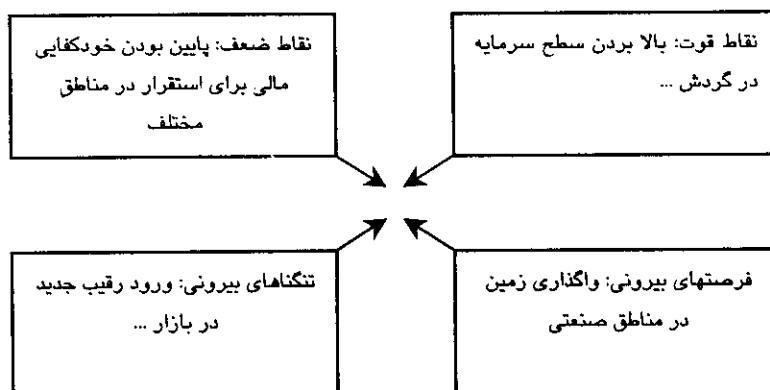 نقاط قوت: بالا بردن سطح سرمایه
در گردش ...
نقاط ضعف: پایین بودن خودکفایی
مالی برای استقرار در مناطق
مختلف
فرصتهای بیرونی: واگذاری زمین
در مناطق صنعتی
تنگناهای بیرونی: ورود رقیب جدید
در بازار ...